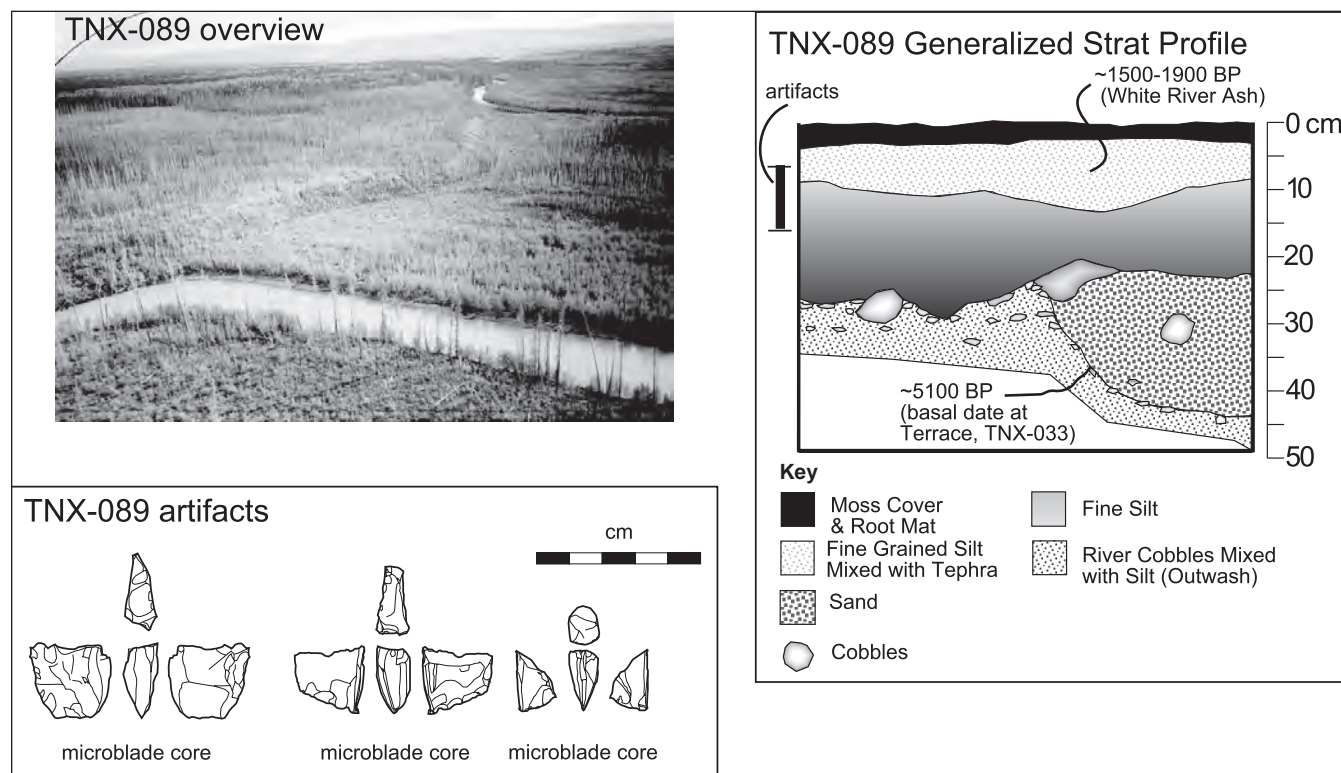 TNX-089 overview
TNX-089 Generalized Strat Profile
~1500-1900 BP
(White River Ash)
artifacts
0 cm
10
20
30
40
50
~5100 BP
(basal date at
Terrace, TNX-033)
Key
Moss Cover
& Root Mat
Fine Silt
Fine Grained Silt
Mixed with Tephra
River Cobbles Mixed
with Silt (Outwash)
Sand
Cobbles
TNX-089 artifacts
cm
microblade core
microblade core
microblade core